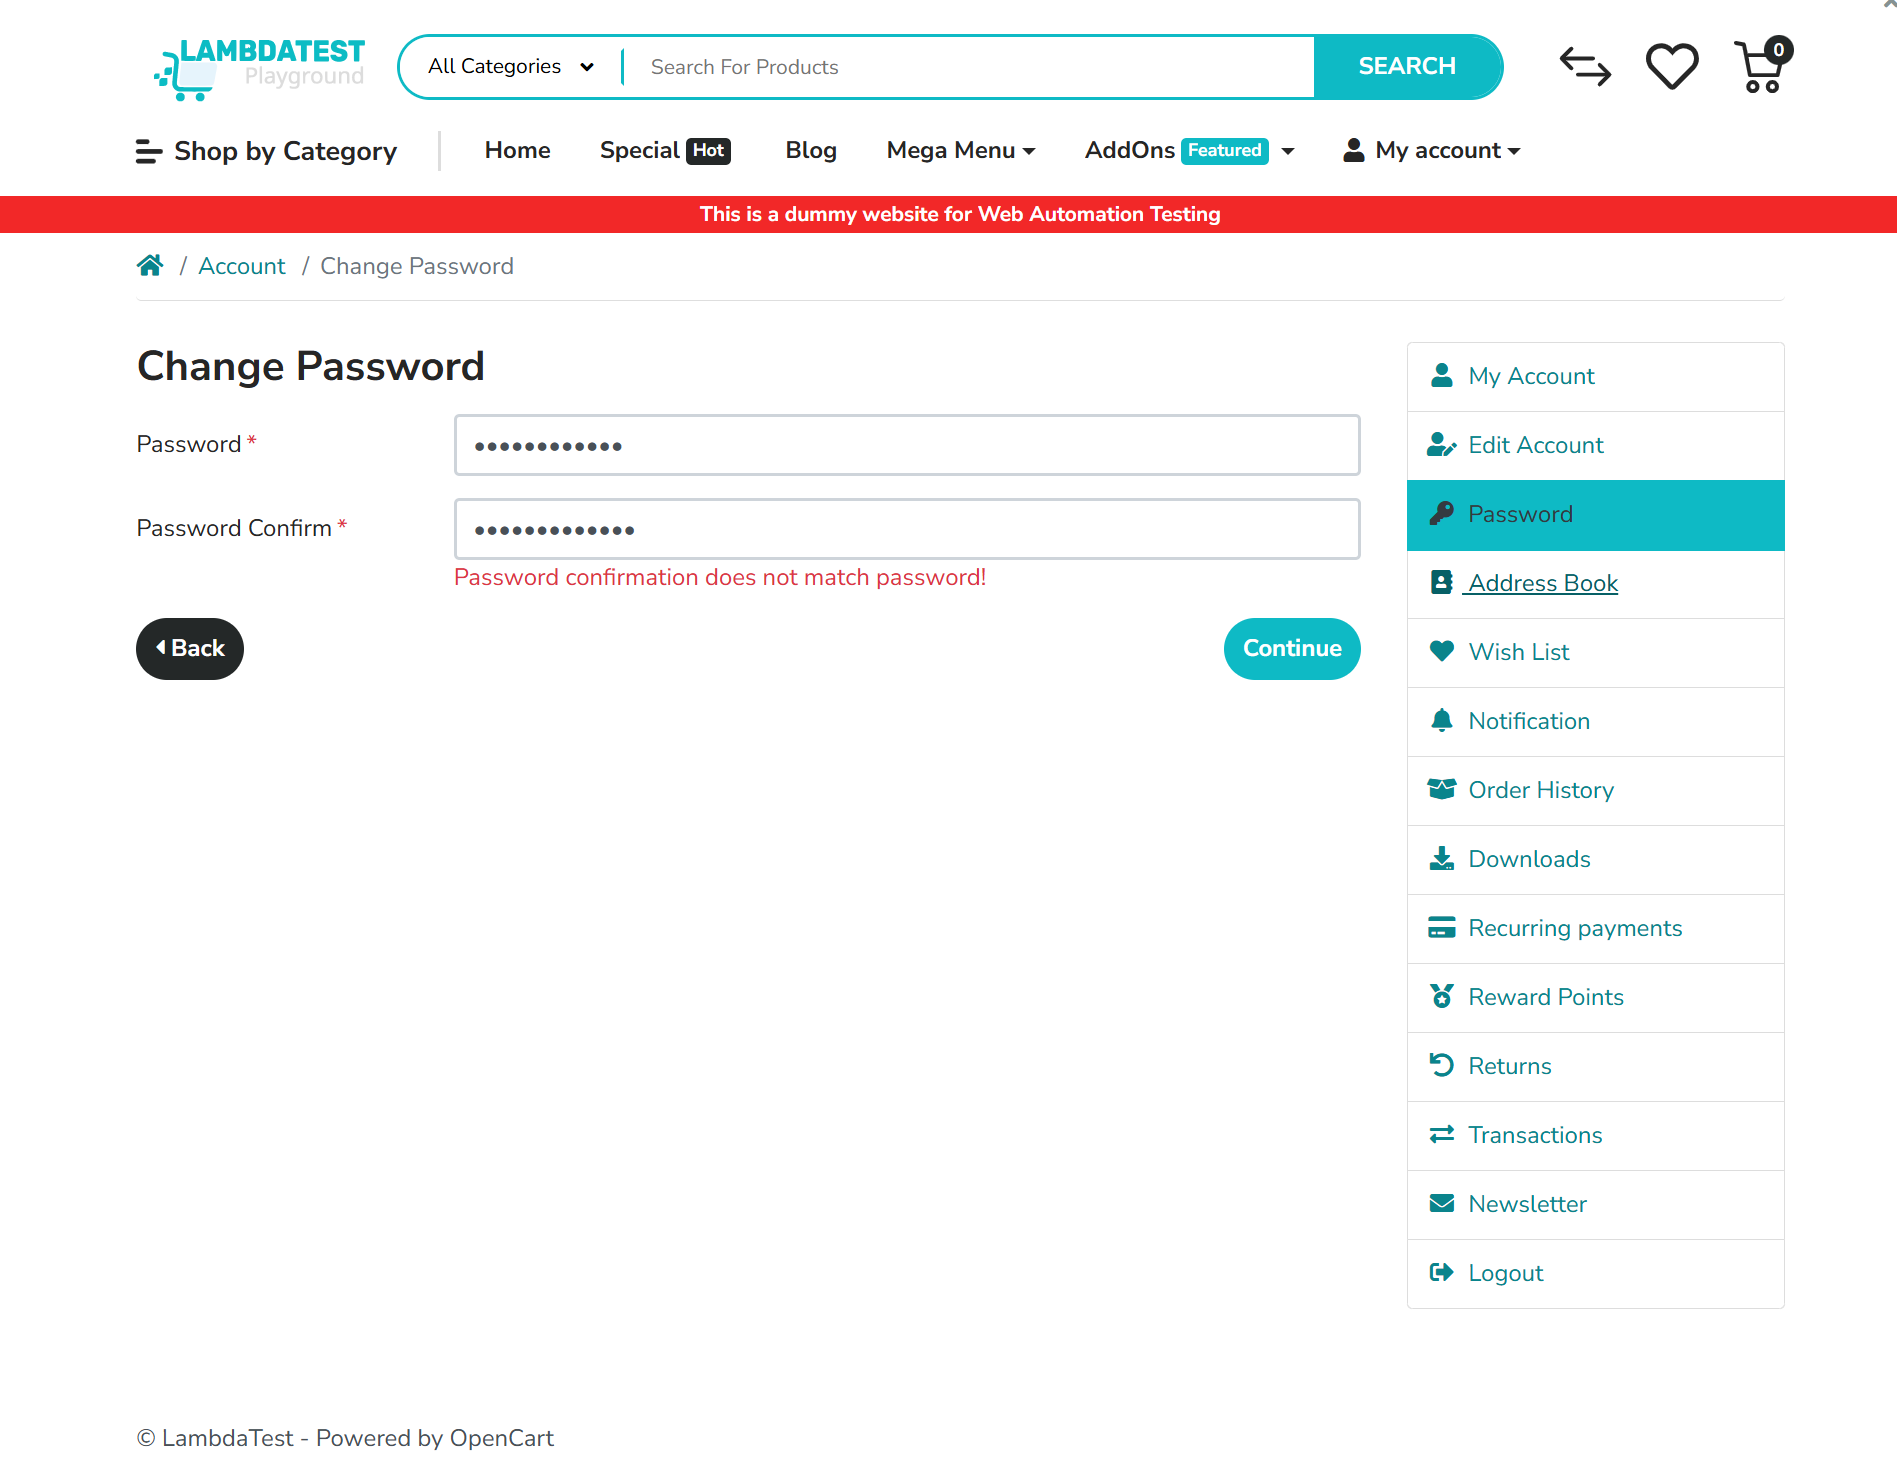 LAMBDATEST
Playground
All Categories
Search For Products
SEARCH
0
Shop by Category
Home
Special Hot
Blog
Mega Menu
AddOns Featured
My account
This is a dummy website for Web Automation Testing
/ Account / Change Password
Change Password
Password *
••••••••••••
Password Confirm *
•••••••••••••
Password confirmation does not match password!
Back
Continue
My Account
Edit Account
Password
Address Book
Wish List
Notification
Order History
Downloads
Recurring payments
Reward Points
Returns
Transactions
Newsletter
Logout
© LambdaTest - Powered by OpenCart